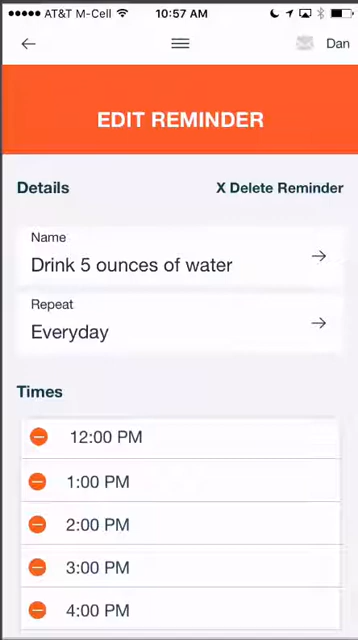 AT&T M-Cell 10:57 AM
Dan
EDIT REMINDER
Details X Delete Reminder
Name
Drink 5 ounces of water
Repeat
Everyday
Times
12:00 PM
1:00 PM
2:00 PM
3:00 PM
4:00 PM